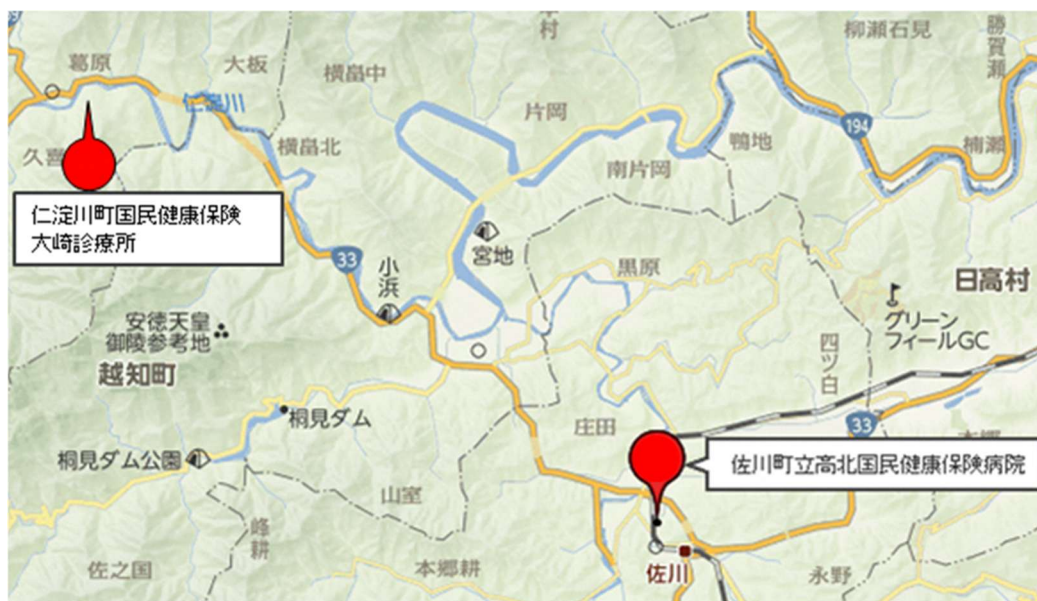 葛原
大板
横畠中
村
柳瀬石見
勝賀瀬
仁淀川
片岡
194
久喜
横畠北
南片岡
鴨地
楠瀬
仁淀川町国民健康保険
大崎診療所
33
小浜
宮地
黒原
日高村
グリーン
フィールGC
安徳天皇
御陵参考地
越知町
四ツ白
桐見ダム
庄田
33
桐見ダム公園
佐川町立高北国民健康保険病院
山室
峰耕
佐之国
本郷耕
佐川
永野